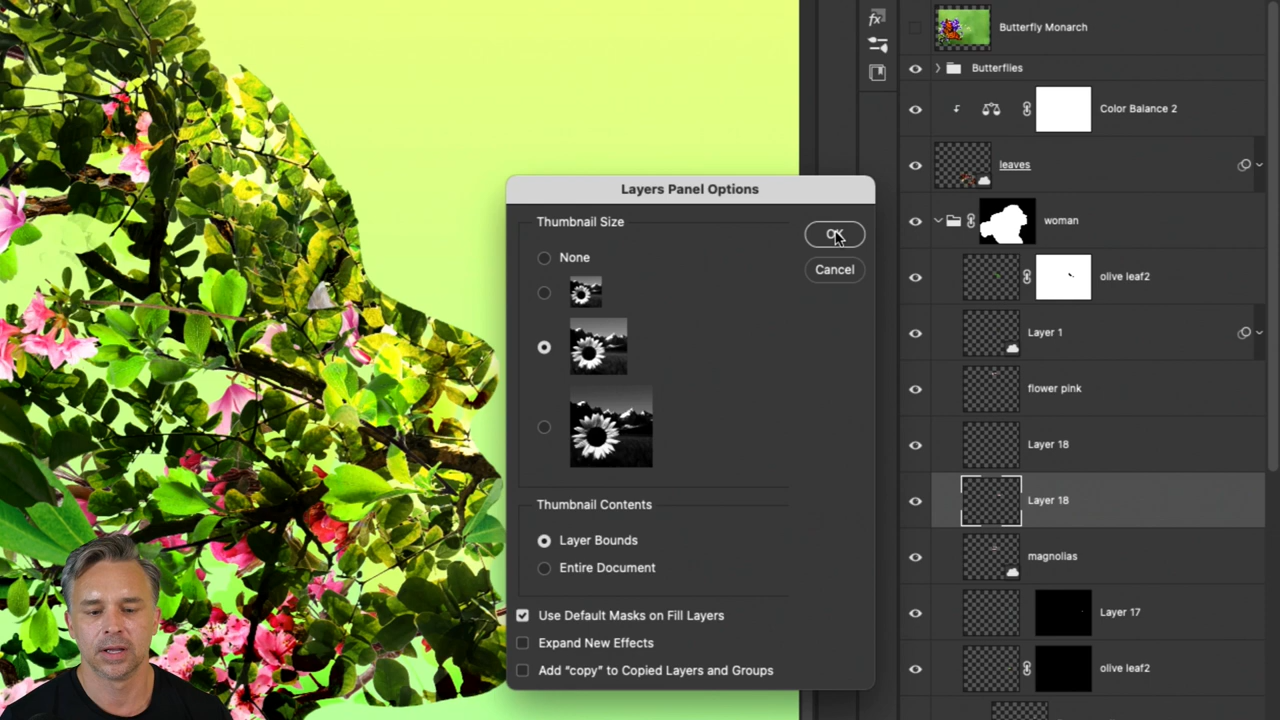 Layers Panel Options
Thumbnail Size
None
OK
Cancel
Thumbnail Contents
Layer Bounds
Entire Document
Use Default Masks on Fill Layers
Expand New Effects
Add “copy” to Copied Layers and Groups
fx
Butterfly Monarch
Butterflies
Color Balance 2
leaves
woman
olive leaf2
Layer 1
flower pink
Layer 18
Layer 18
magnolias
Layer 17
olive leaf2